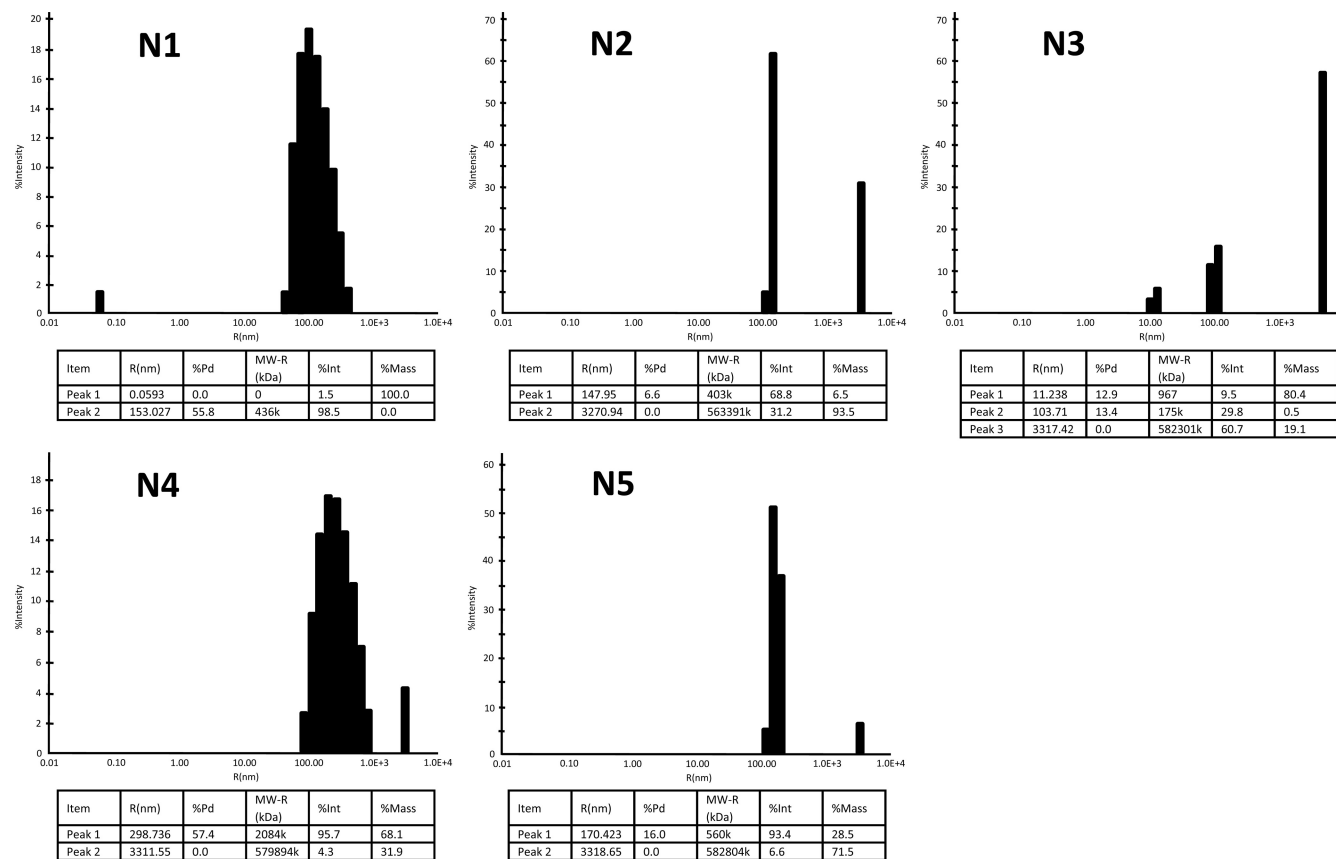 N1
%Intensity
20
18
16
14
12
10
8
6
4
2
0
0.01 0.10 1.00 10.00 100.00 1.0E+3 1.0E+4
R(nm)
Item R(nm) %Pd MW-R (kDa) %Int %Mass
Peak 1 0.0593 0.0 0 1.5 100.0
Peak 2 153.027 55.8 436k 98.5 0.0
N2
%Intensity
70
60
50
40
30
20
10
0
0.01 0.10 1.00 10.00 100.00 1.0E+3 1.0E+4
R(nm)
Item R(nm) %Pd MW-R (kDa) %Int %Mass
Peak 1 147.95 6.6 403k 68.8 6.5
Peak 2 3270.94 0.0 563391k 31.2 93.5
N3
%Intensity
70
60
50
40
30
20
10
0
0.01 0.10 1.00 10.00 100.00 1.0E+3
R(nm)
Item R(nm) %Pd MW-R (kDa) %Int %Mass
Peak 1 11.238 12.9 967 9.5 80.4
Peak 2 103.71 13.4 175k 29.8 0.5
Peak 3 3317.42 0.0 582301k 60.7 19.1
N4
%Intensity
18
16
14
12
10
8
6
4
2
0
0.01 0.10 1.00 10.00 100.00 1.0E+3 1.0E+4
R(nm)
Item R(nm) %Pd MW-R (kDa) %Int %Mass
Peak 1 298.736 57.4 2084k 95.7 68.1
Peak 2 3311.55 0.0 579894k 4.3 31.9
N5
%Intensity
60
50
40
30
20
10
0
0.01 0.10 1.00 10.00 100.00 1.0E+3 1.0E+4
R(nm)
Item R(nm) %Pd MW-R (kDa) %Int %Mass
Peak 1 170.423 16.0 560k 93.4 28.5
Peak 2 3318.65 0.0 582804k 6.6 71.5